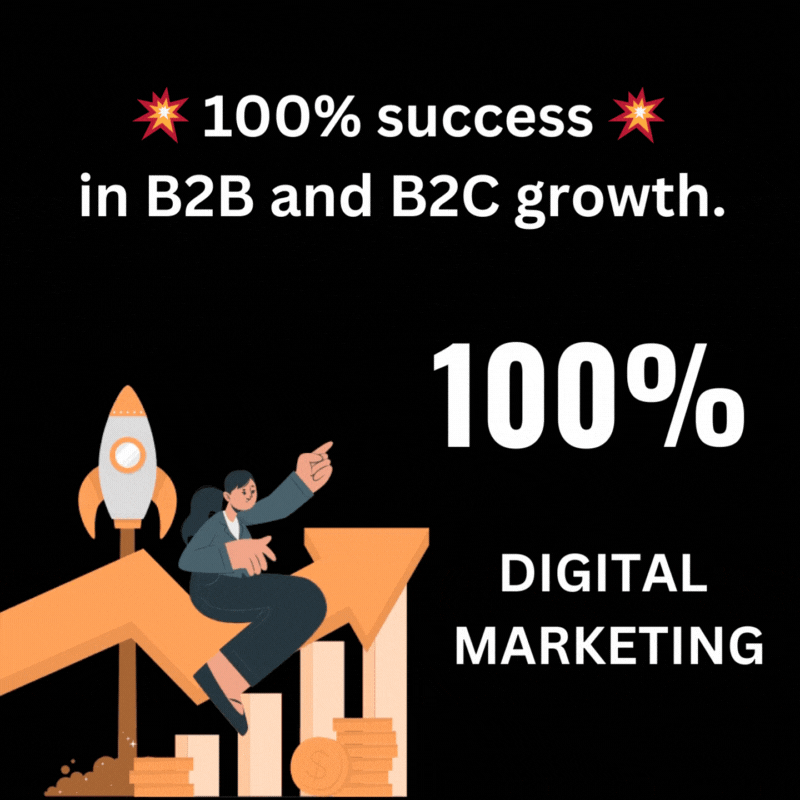 💥 100% success 💥
in B2B and B2C growth.
100%
DIGITAL
MARKETING
$